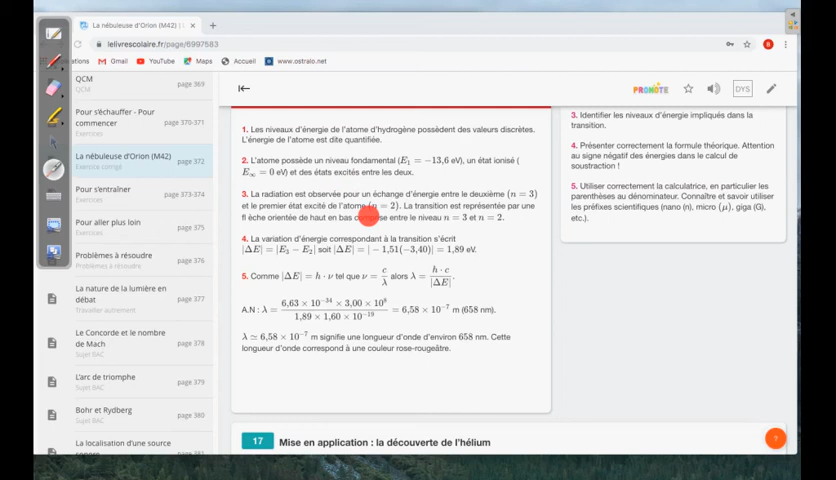 La nébuleuse d'Orion (M42) | L
lelivrescolaire.fr/page/6997583
Gmail
YouTube
Maps
Accueil
www.ostralo.net
QCM
QCM
page 369
Pour s'échauffer - Pour
commencer
Exercices
page 370-371
La nébuleuse d'Orion (M42)
Exercice corrigé
page 372
Pour s'entraîner
Exercices
page 373-374
Pour aller plus loin
Exercices
page 375
Problèmes à résoudre
Problèmes à résoudre
page 376
La nature de la lumière en
débat
Travailler autrement
page 377
Le Concorde et le nombre
de Mach
Sujet BAC
page 378
L'arc de triomphe
Sujet BAC
page 379
Bohr et Rydberg
Sujet BAC
page 380
La localisation d'une source
page 381
PRONOTE
DYS
1. Les niveaux d'énergie de l'atome d'hydrogène possèdent des valeurs discrètes.
L'énergie de l'atome est dite quantifiée.
2. L'atome possède un niveau fondamental (E₁ = −13,6 eV), un état ionisé (
E∞ = 0 eV) et des états excités entre les deux.
3. La radiation est observée pour un échange d'énergie entre le deuxième (n = 3)
et le premier état excité de l'atome (n = 2). La transition est représentée par une
fl èche orientée de haut en bas comprise entre le niveau n = 3 et n = 2.
4. La variation d'énergie correspondant à la transition s'écrit
|ΔE| = |E₃ − E₂| soit |ΔE| = | − 1,51(−3,40)| = 1,89 eV.
5. Comme |ΔE| = h · ν tel que ν = c/λ alors λ = h · c/|ΔE|.
A.N : λ = 6,63 × 10⁻³⁴ × 3,00 × 10⁸ / 1,89 × 1,60 × 10⁻¹⁹ = 6,58 × 10⁻⁷ m (658 nm).
λ ≃ 6,58 × 10⁻⁷ m signifie une longueur d'onde d'environ 658 nm. Cette
longueur d'onde correspond à une couleur rose-rougeâtre.
3. Identifier les niveaux d'énergie impliqués dans la
transition.
4. Présenter correctement la formule théorique. Attention
au signe négatif des énergies dans le calcul de
soustraction !
5. Utiliser correctement la calculatrice, en particulier les
parenthèses au dénominateur. Connaître et savoir utiliser
les préfixes scientifiques (nano (n), micro (μ), giga (G),
etc.).
17 Mise en application : la découverte de l'hélium
?